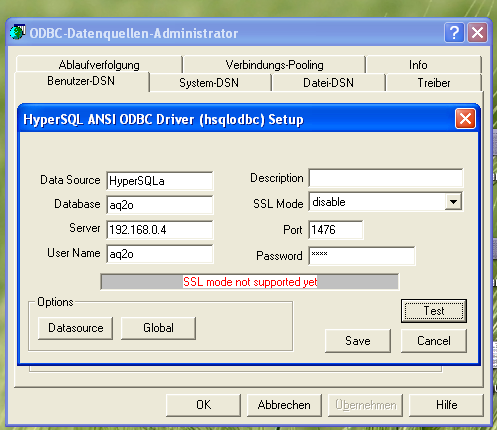 ODBC-Datenquellen-Administrator
Ablaufverfolgung Verbindungs-Pooling Info
Benutzer-DSN System-DSN Datei-DSN Treiber
HyperSQL ANSI ODBC Driver (hsqlodbc) Setup
Data Source HyperSQLa Description
Database aq2o SSL Mode disable
Server 192.168.0.4 Port 1476
User Name aq2o Password ****
SSL mode not supported yet
Options
Test
Datasource Global
Save Cancel
OK Abbrechen Übernehmen Hilfe